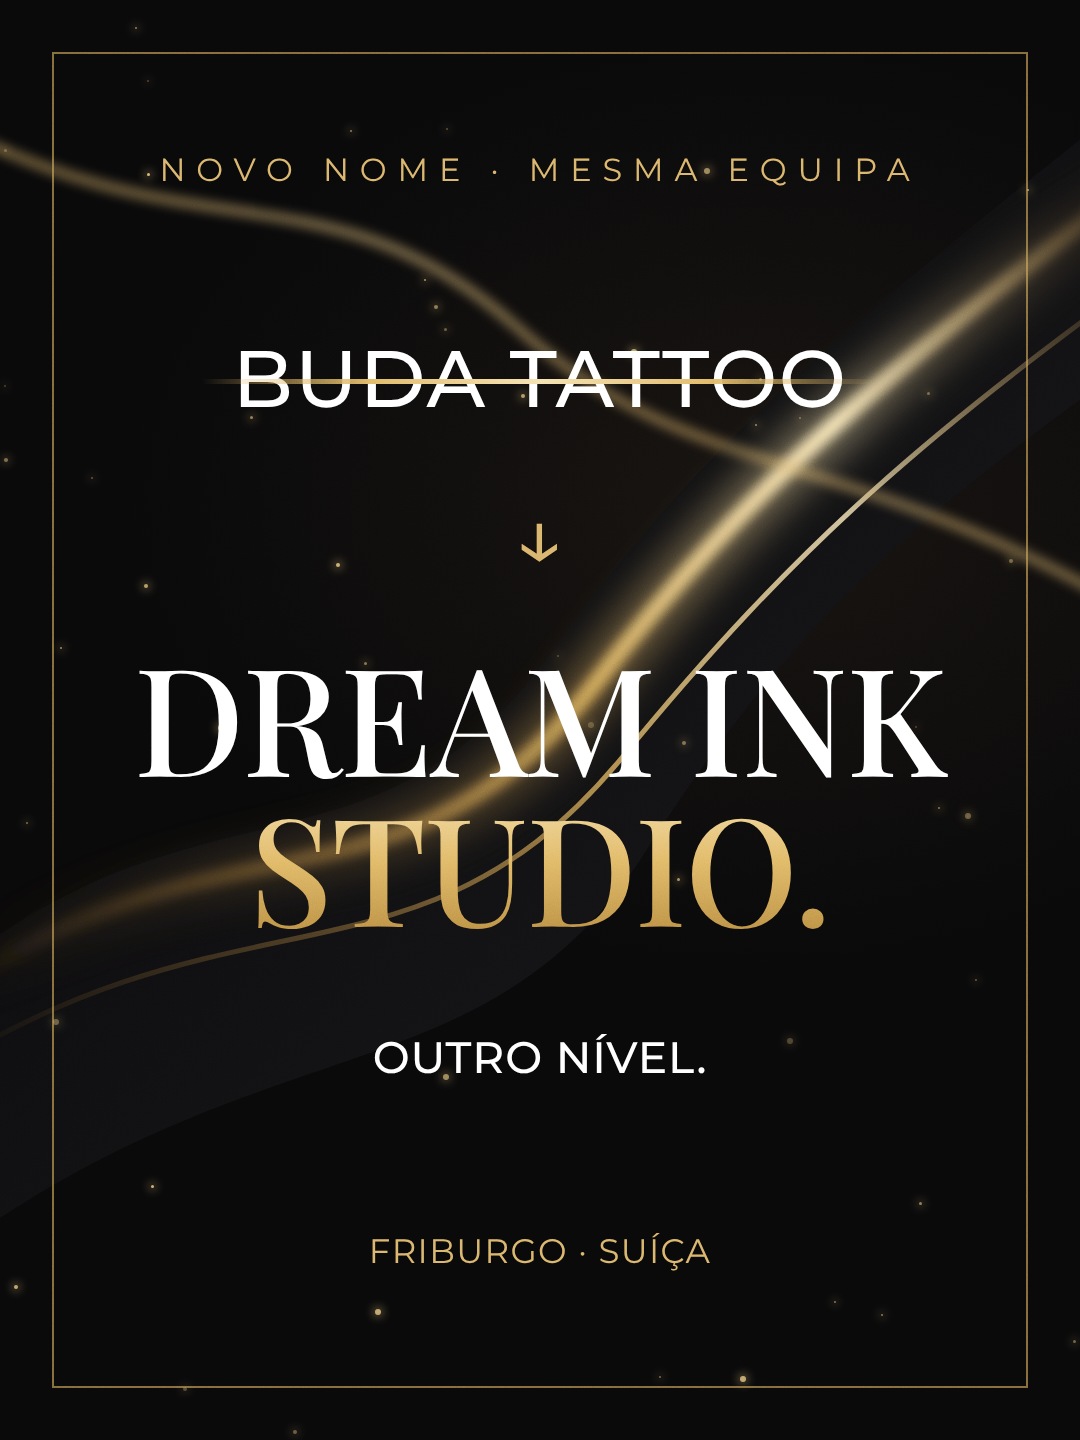 NOVO NOME · MESMA EQUIPA
BUDA TATTOO
↓
DREAM INK
STUDIO.
OUTRO NÍVEL.
FRIBURGO · SUÍÇA